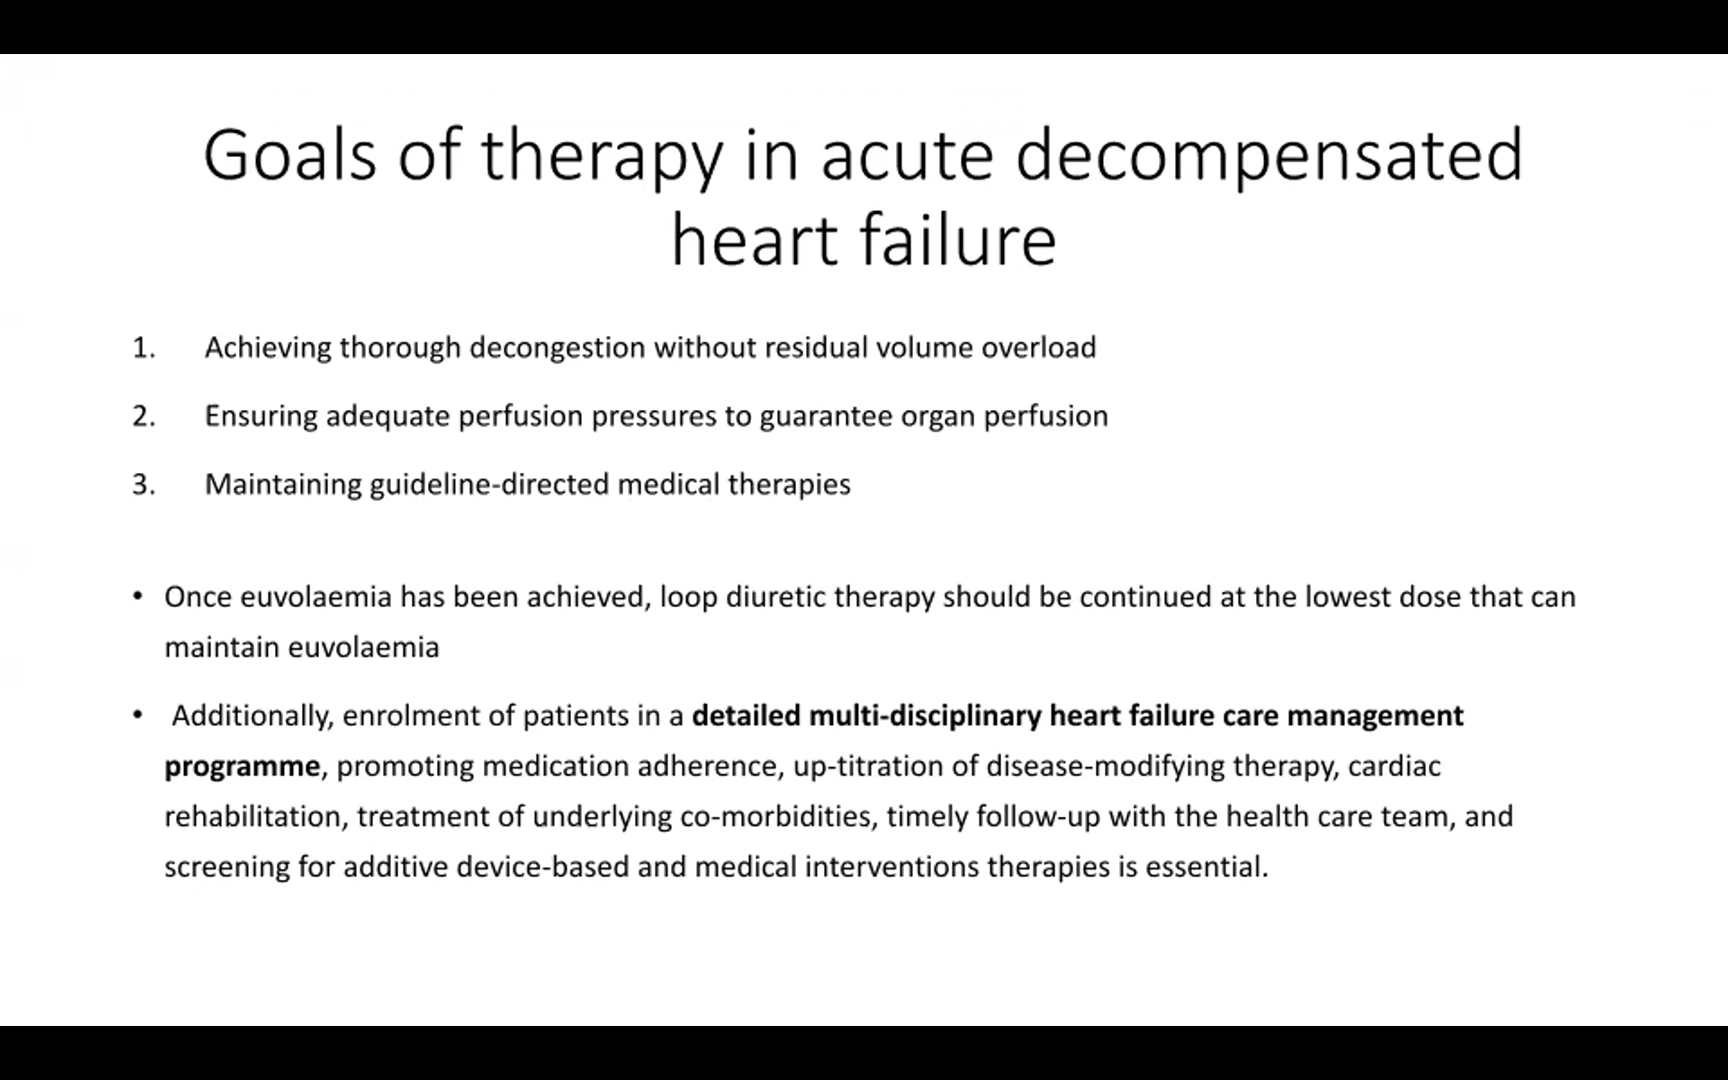 Goals of therapy in acute decompensated
heart failure
1. Achieving thorough decongestion without residual volume overload
2. Ensuring adequate perfusion pressures to guarantee organ perfusion
3. Maintaining guideline-directed medical therapies
• Once euvolaemia has been achieved, loop diuretic therapy should be continued at the lowest dose that can
maintain euvolaemia
• Additionally, enrolment of patients in a detailed multi-disciplinary heart failure care management
programme, promoting medication adherence, up-titration of disease-modifying therapy, cardiac
rehabilitation, treatment of underlying co-morbidities, timely follow-up with the health care team, and
screening for additive device-based and medical interventions therapies is essential.